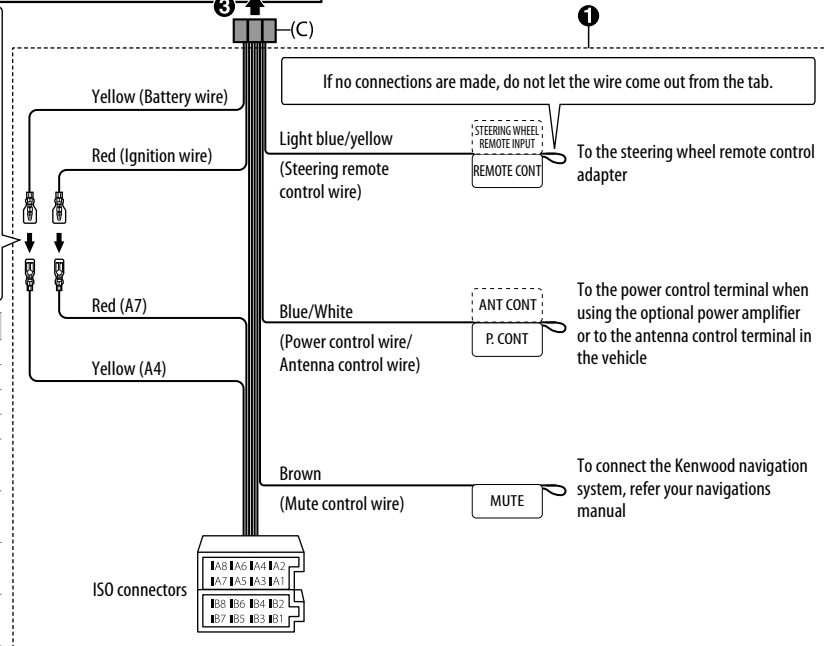 ❸
(C)
❶
If no connections are made, do not let the wire come out from the tab.
Yellow (Battery wire)
Red (Ignition wire)
Light blue/yellow
(Steering remote
control wire)
STEERING WHEEL
REMOTE INPUT
REMOTE CONT
To the steering wheel remote control
adapter
Red (A7)
Yellow (A4)
Blue/White
(Power control wire/
Antenna control wire)
ANT CONT
P. CONT
To the power control terminal when
using the optional power amplifier
or to the antenna control terminal in
the vehicle
Brown
(Mute control wire)
MUTE
To connect the Kenwood navigation
system, refer your navigations
manual
ISO connectors
A8 A6 A4 A2
A7 A5 A3 A1
B8 B6 B4 B2
B7 B5 B3 B1